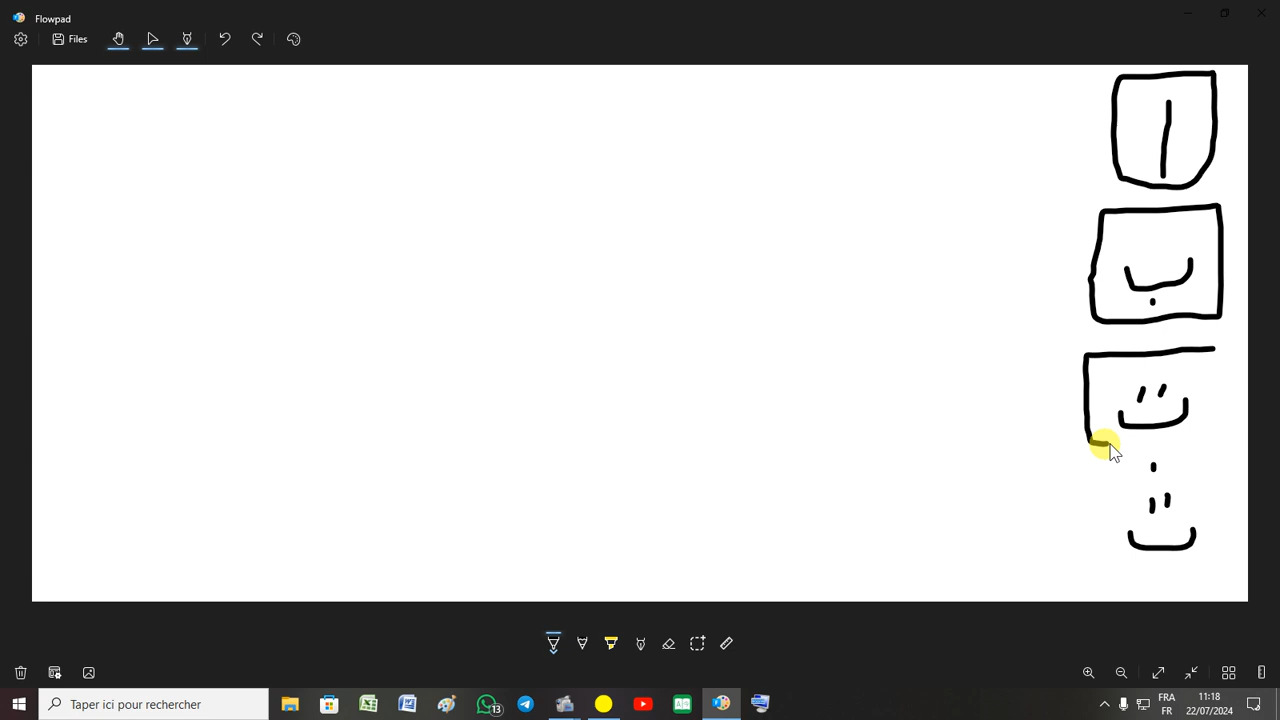 Flowpad
Files
ا
ب
ت
ث
13
Taper ici pour rechercher
FRA
FR
11:18
22/07/2024